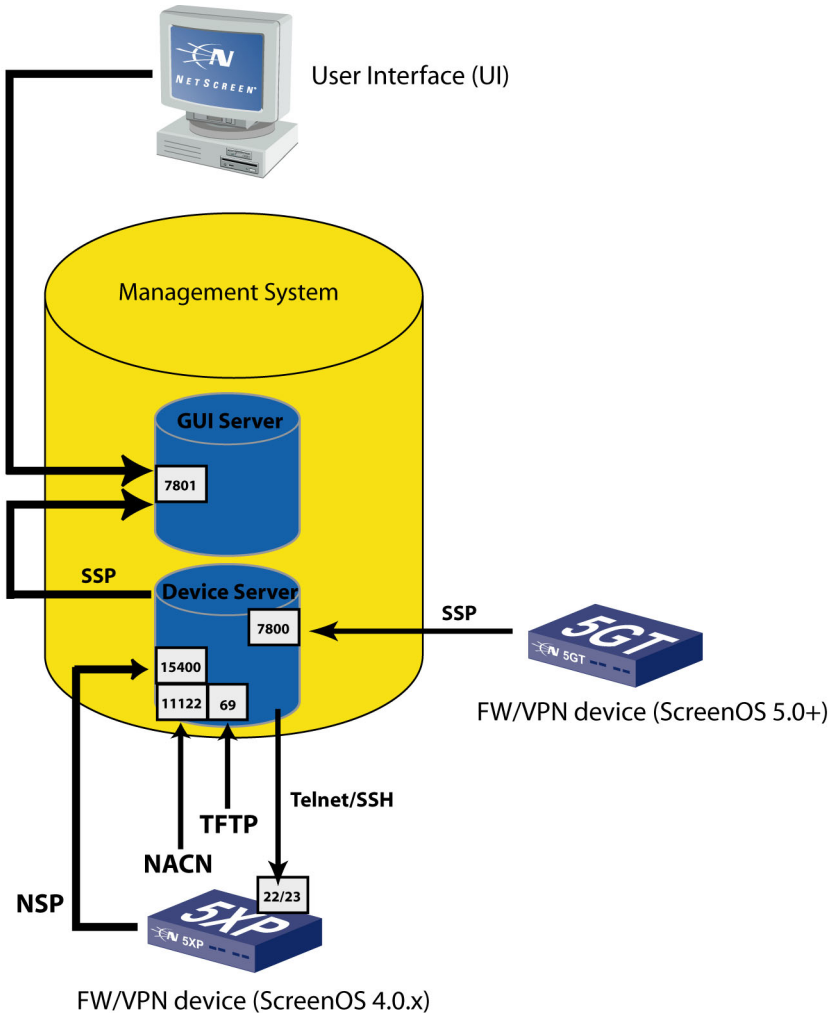 N
NETSCREEN
User Interface (UI)
Management System
GUI Server
7801
SSP
Device Server
7800
SSP
15400
11122
69
5GT
N 5GT
FW/VPN device (ScreenOS 5.0+)
Telnet/SSH
TFTP
NACN
NSP
22/23
5XP
N 5XP
FW/VPN device (ScreenOS 4.0.x)